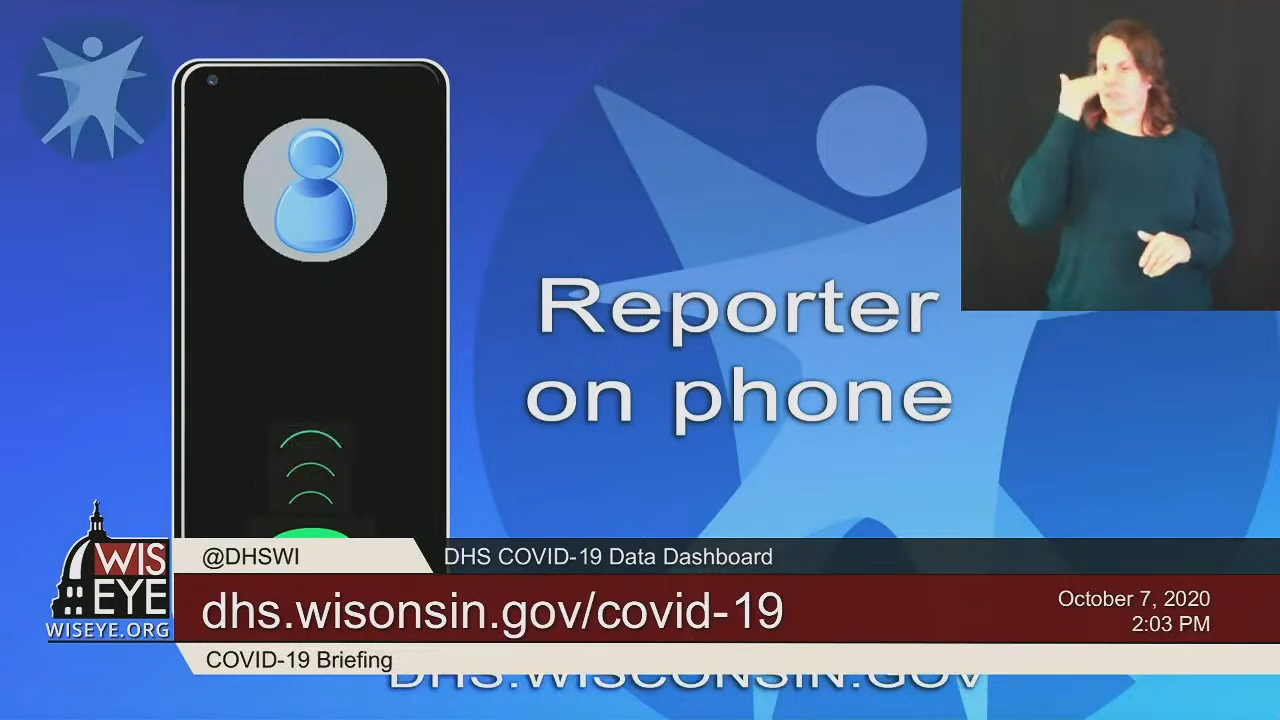 Reporter
on phone
WIS
EYE
WISEYE.ORG
@DHSWI
DHS COVID-19 Data Dashboard
dhs.wisonsin.gov/covid-19
October 7, 2020
2:03 PM
COVID-19 Briefing
DHS.WISCONSIN.GOV